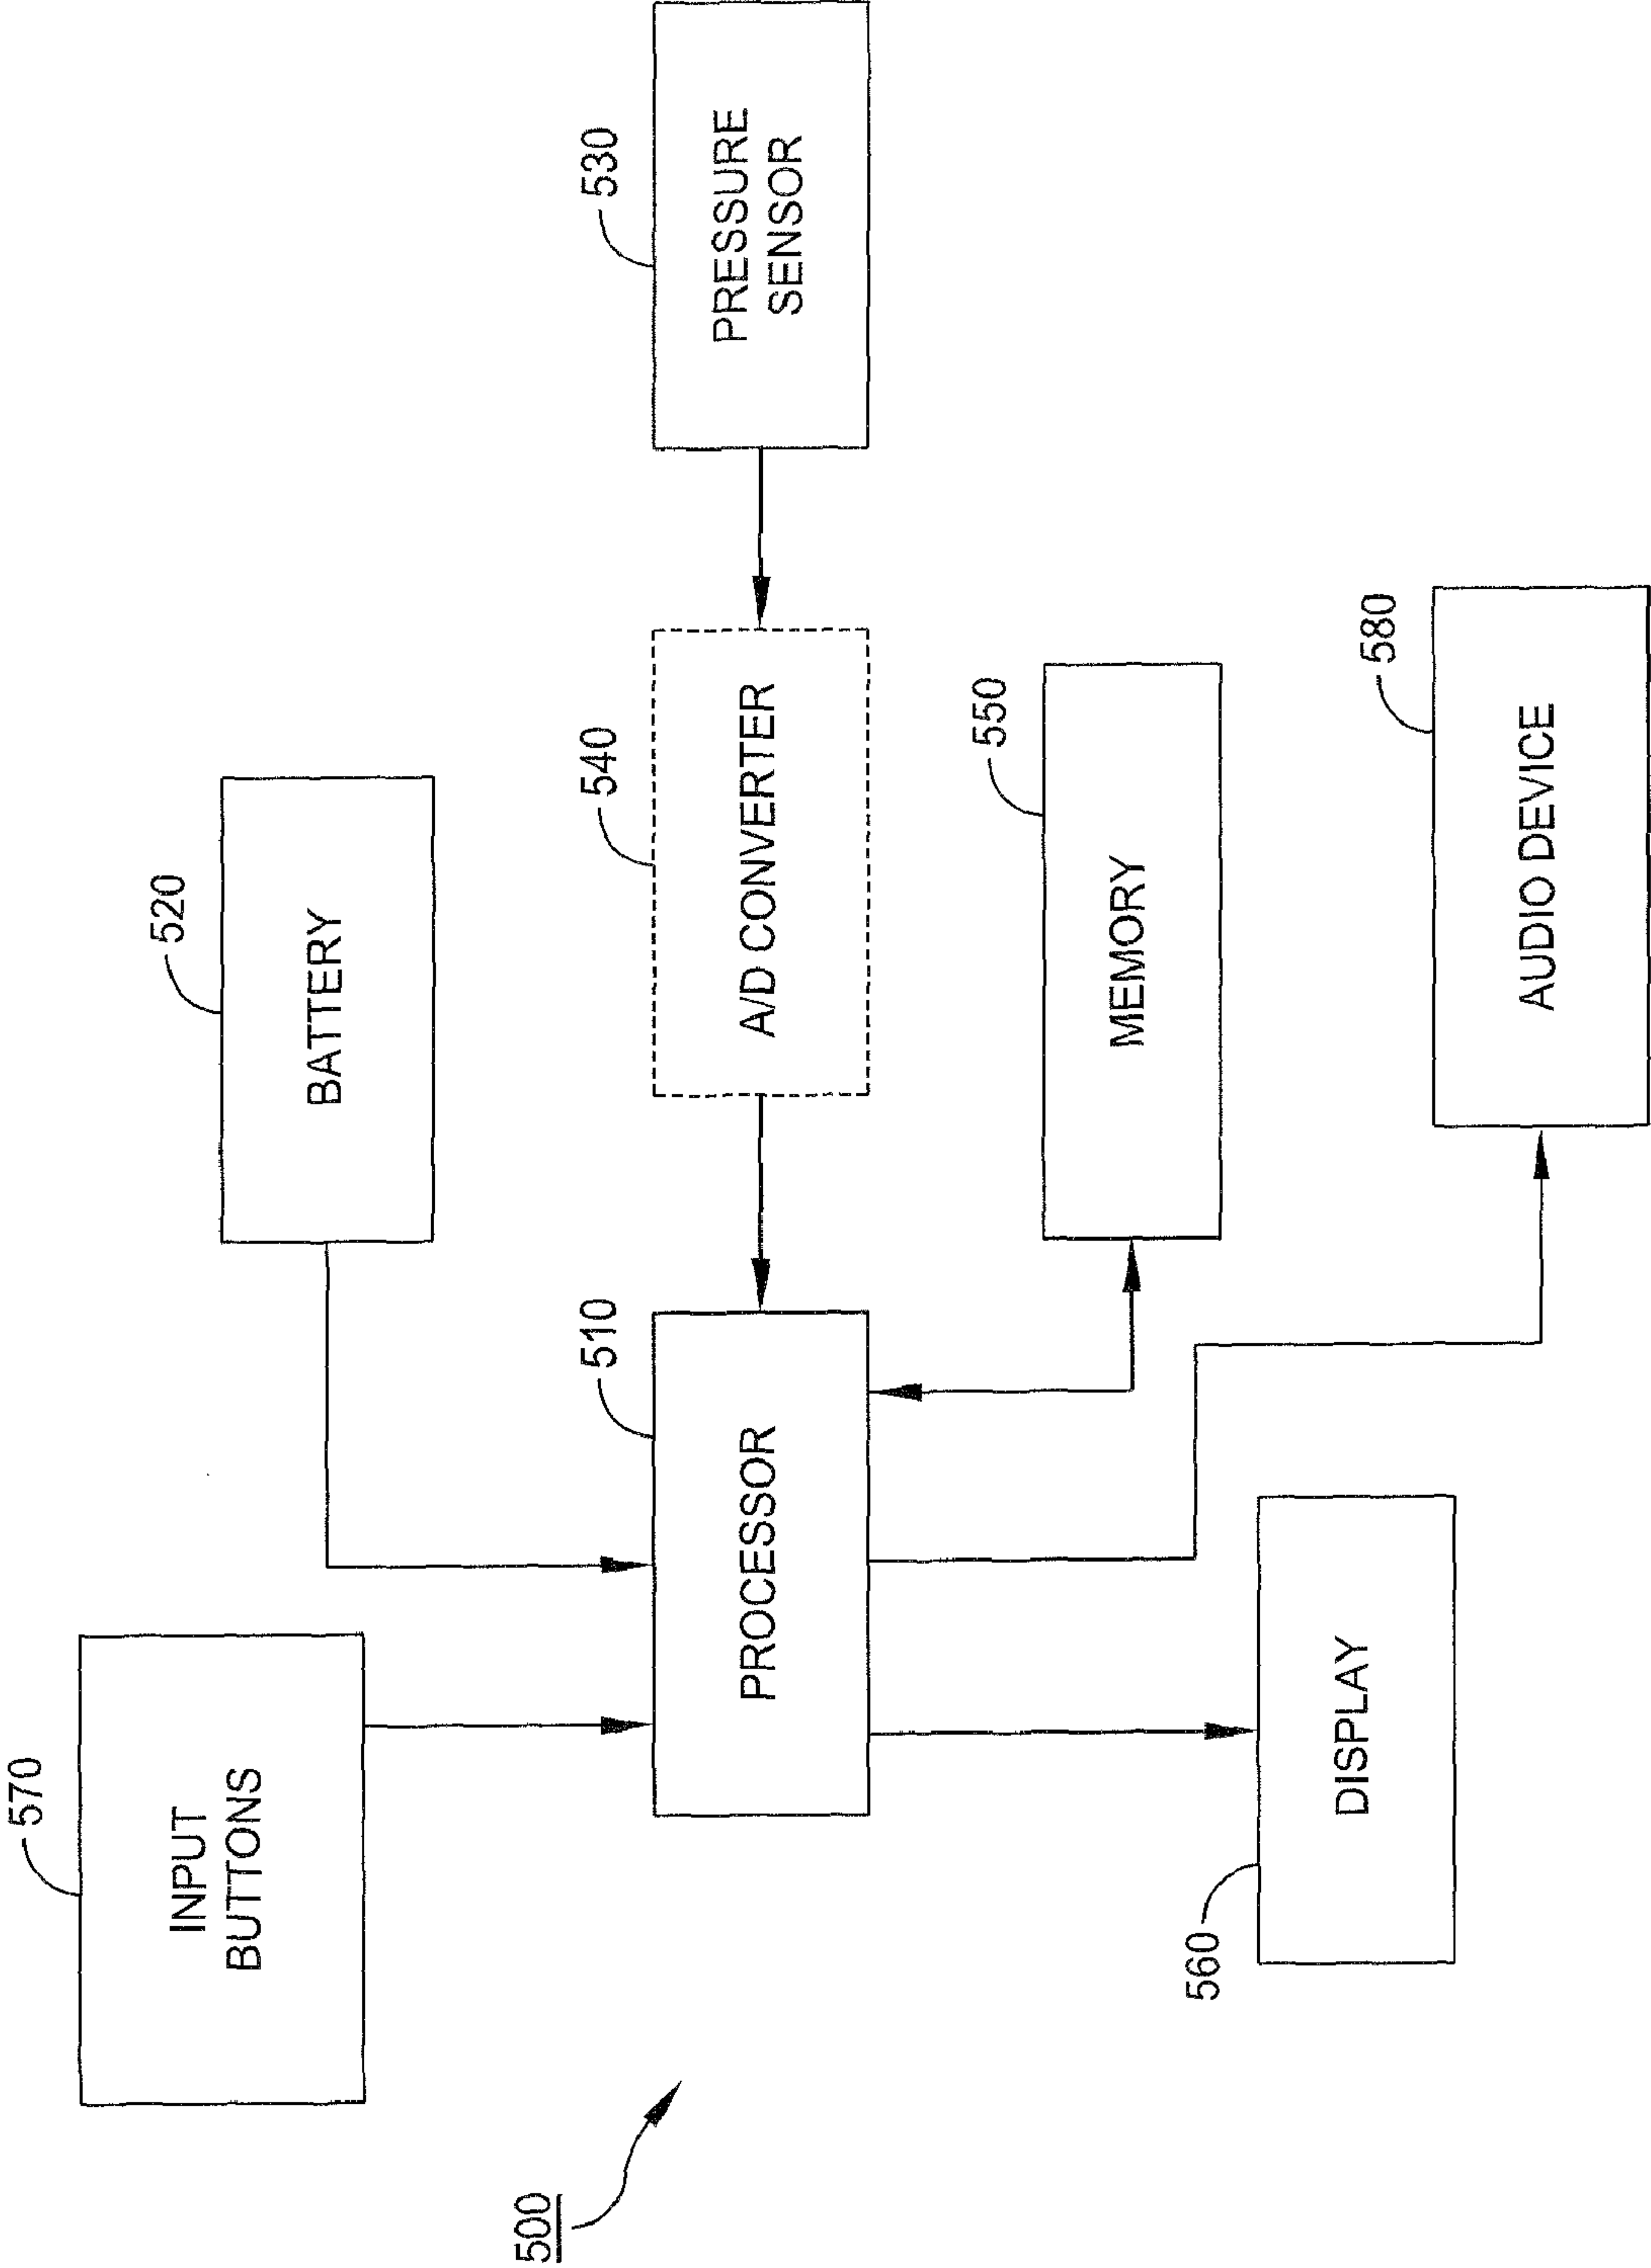 570
INPUT
BUTTONS
520
BATTERY
510
PROCESSOR
540
A/D CONVERTER
530
PRESSURE
SENSOR
550
MEMORY
560
DISPLAY
580
AUDIO DEVICE
500